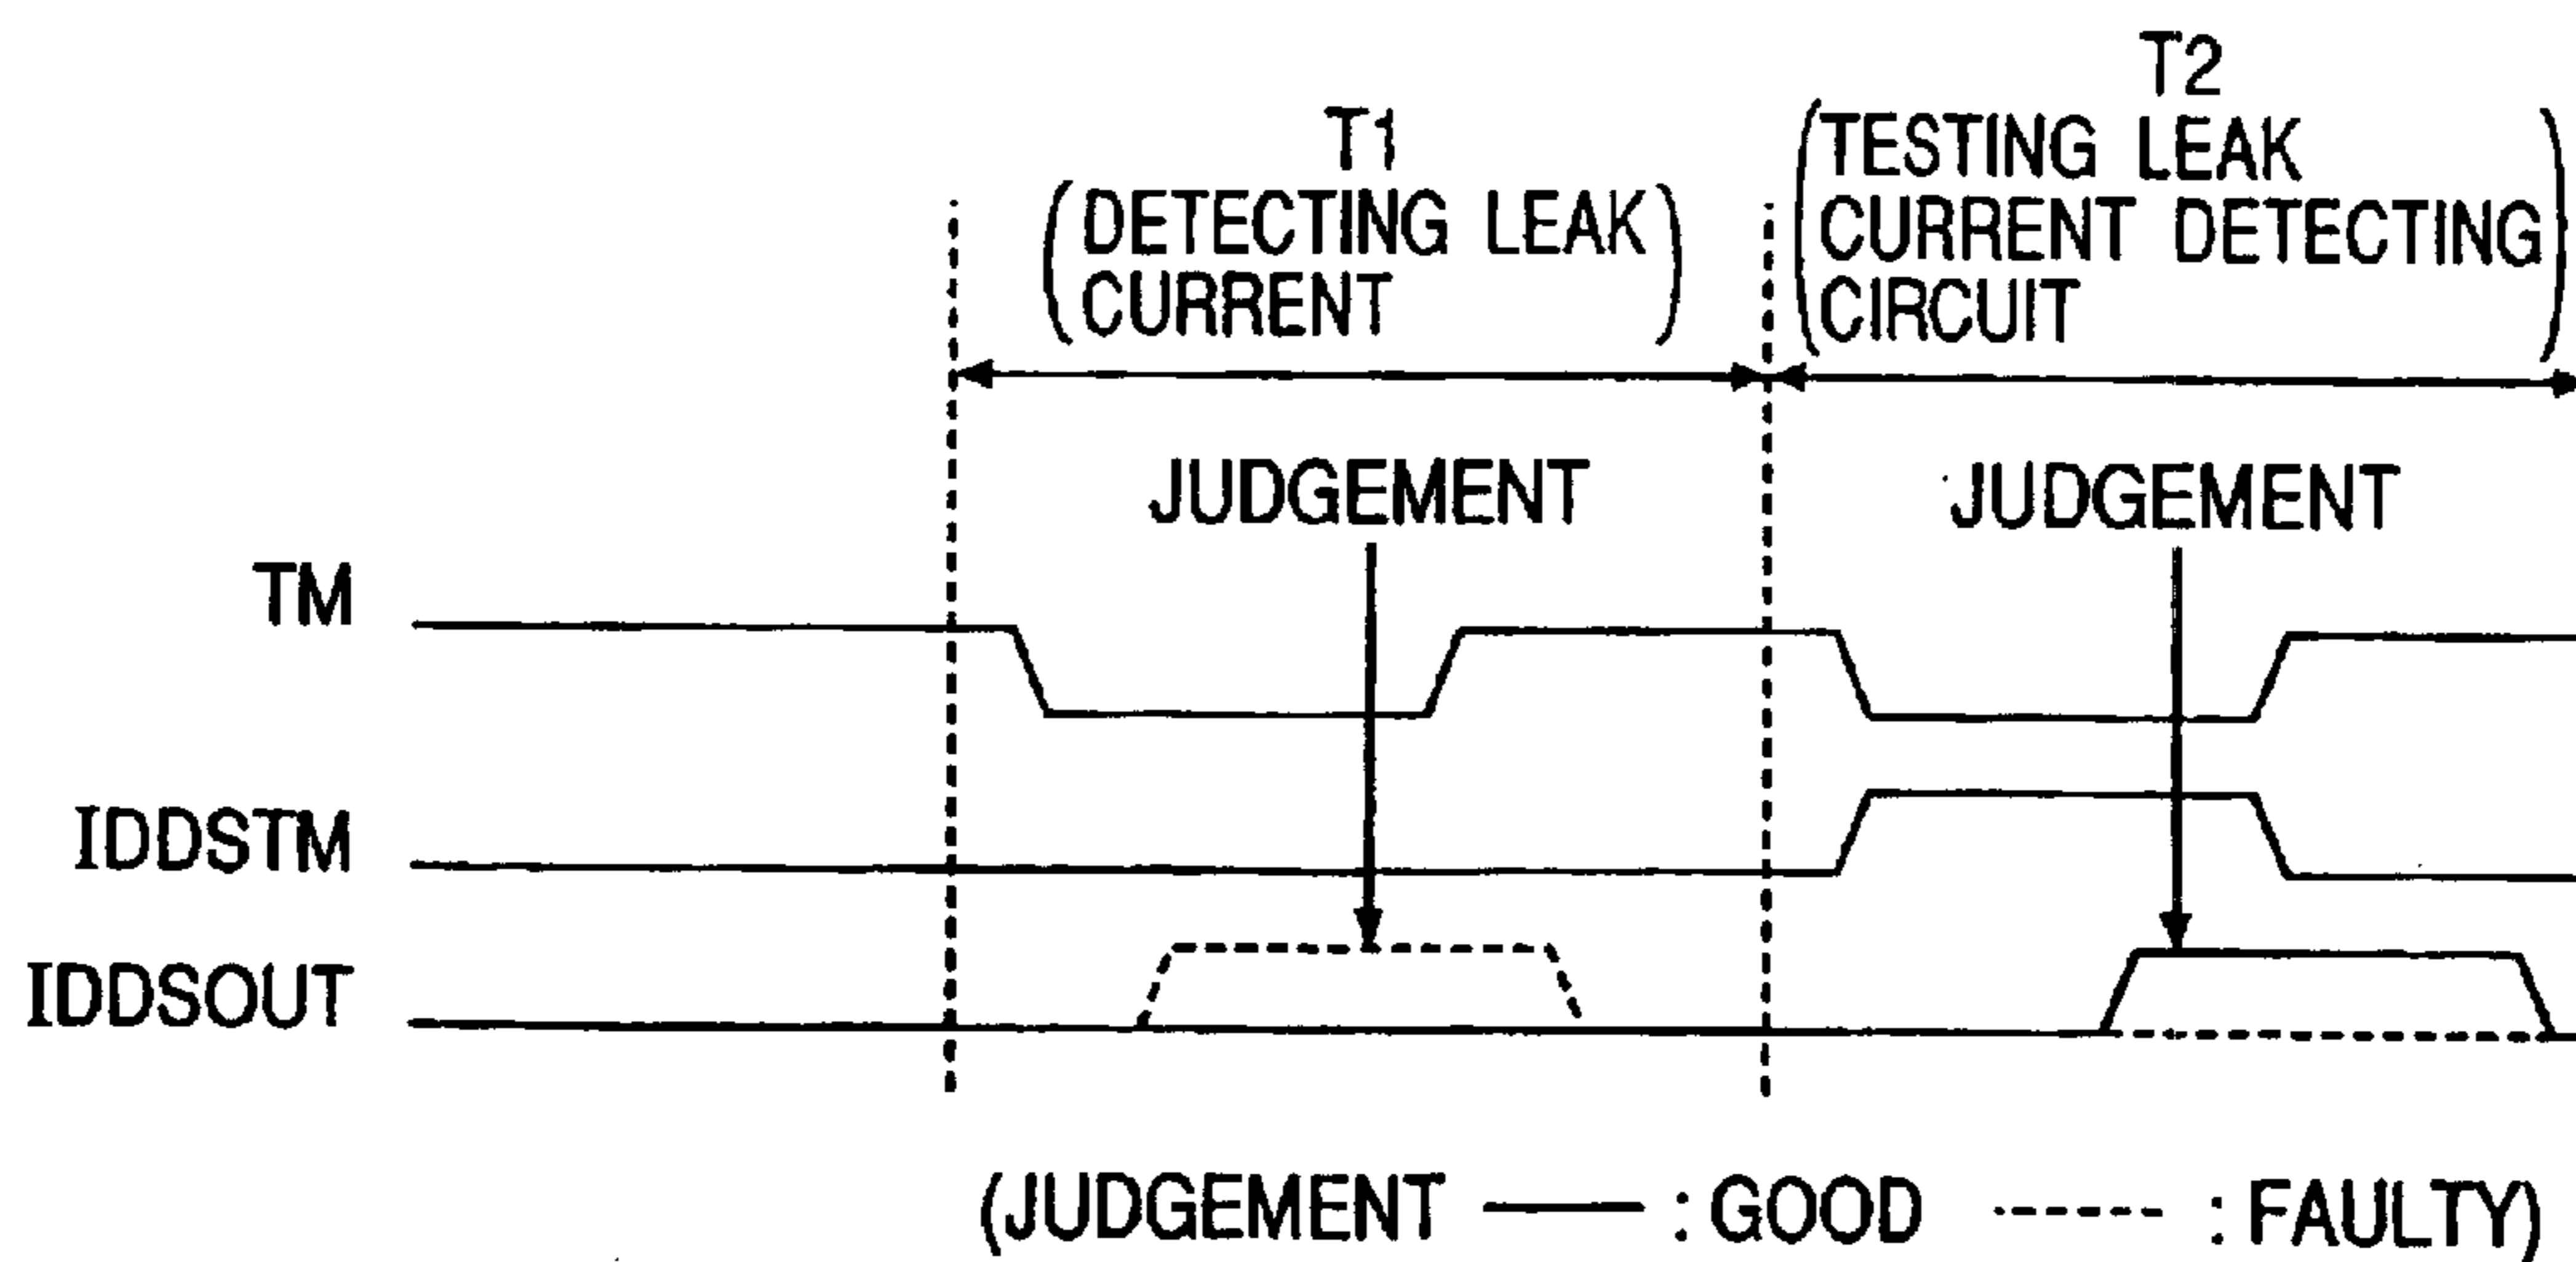 T1
(DETECTING LEAK
CURRENT)
T2
(TESTING LEAK
CURRENT DETECTING
CIRCUIT)
JUDGEMENT
JUDGEMENT
TM
IDDSTM
IDDSOUT
(JUDGEMENT —— : GOOD ------ : FAULTY)